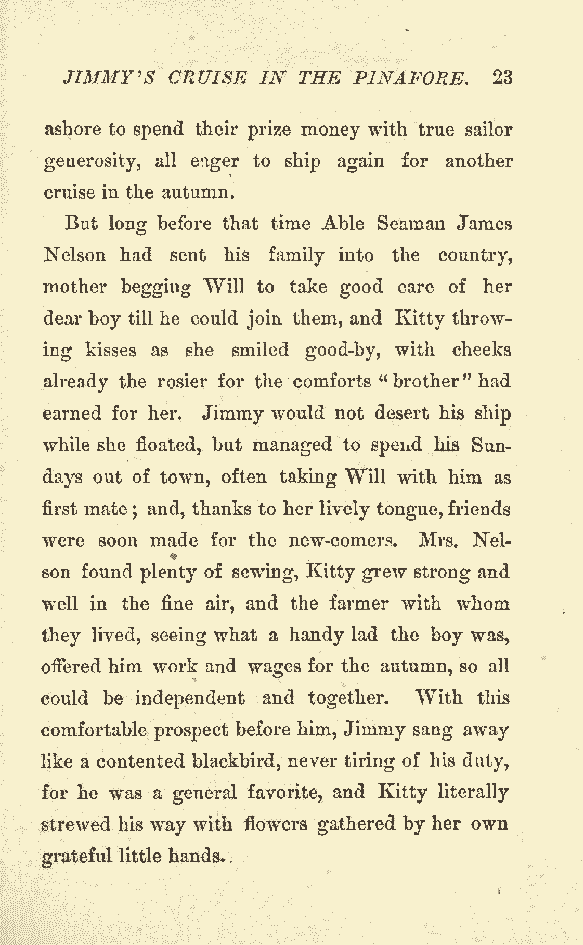 JIMMY'S CRUISE IN THE PINAFORE. 23
ashore to spend their prize money with true sailor
generosity, all eager to ship again for another
cruise in the autumn.
But long before that time Able Seaman James
Nelson had sent his family into the country,
mother begging Will to take good care of her
dear boy till he could join them, and Kitty throw-
ing kisses as she smiled good-by, with cheeks
already the rosier for the comforts "brother" had
earned for her. Jimmy would not desert his ship
while she floated, but managed to spend his Sun-
days out of town, often taking Will with him as
first mate; and, thanks to her lively tongue, friends
were soon made for the new-comers. Mrs. Nel-
son found plenty of sewing, Kitty grew strong and
well in the fine air, and the farmer with whom
they lived, seeing what a handy lad the boy was,
offered him work and wages for the autumn, so all
could be independent and together. With this
comfortable prospect before him, Jimmy sang away
like a contented blackbird, never tiring of his duty,
for he was a general favorite, and Kitty literally
strewed his way with flowers gathered by her own
grateful little hands.